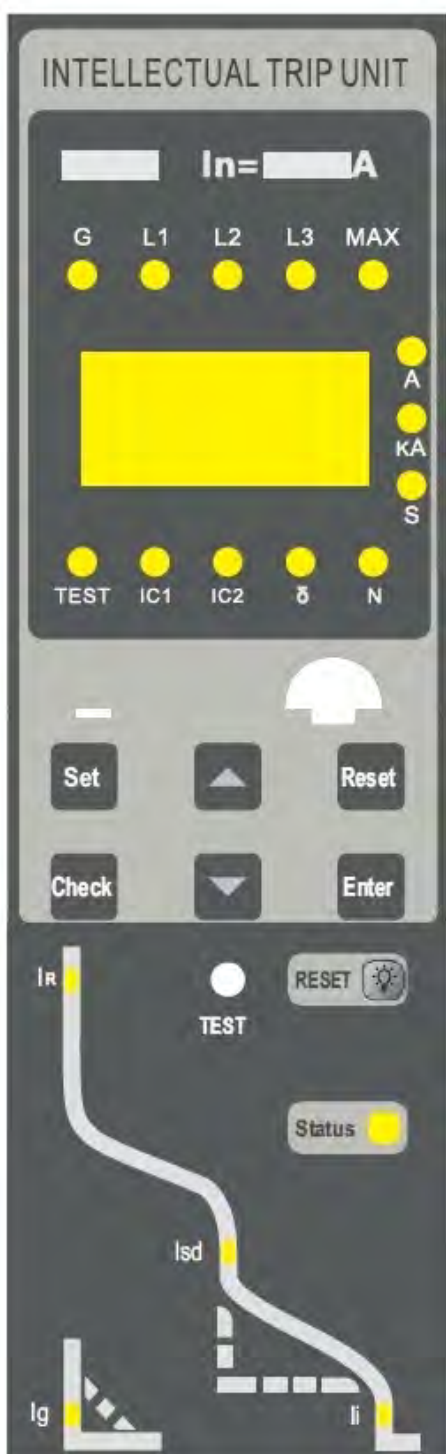 INTELLECTUAL TRIP UNIT
In= A
G L1 L2 L3 MAX
A
KA
S
TEST IC1 IC2 δ N
Set Reset
Check Enter
IR TEST RESET
Status
Isd
Ig Ii